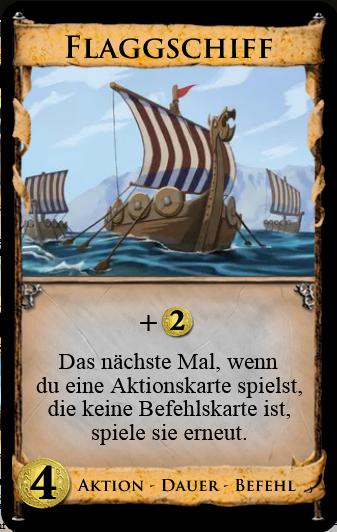 FLAGGSCHIFF
+2
Das nächste Mal, wenn
du eine Aktionskarte spielst,
die keine Befehlskarte ist,
spiele sie erneut.
4 AKTION - DAUER - BEFEHL